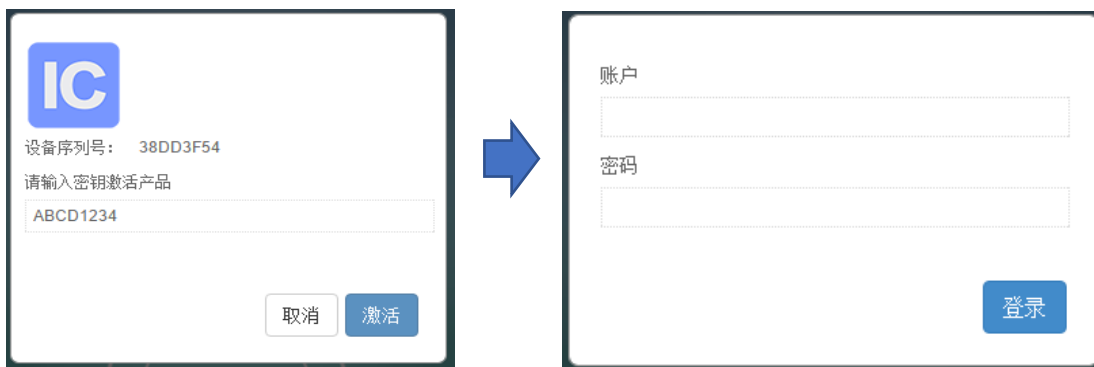 IC
设备序列号： 38DD3F54
请输入密钥激活产品
ABCD1234
取消 激活
账户
密码
登录